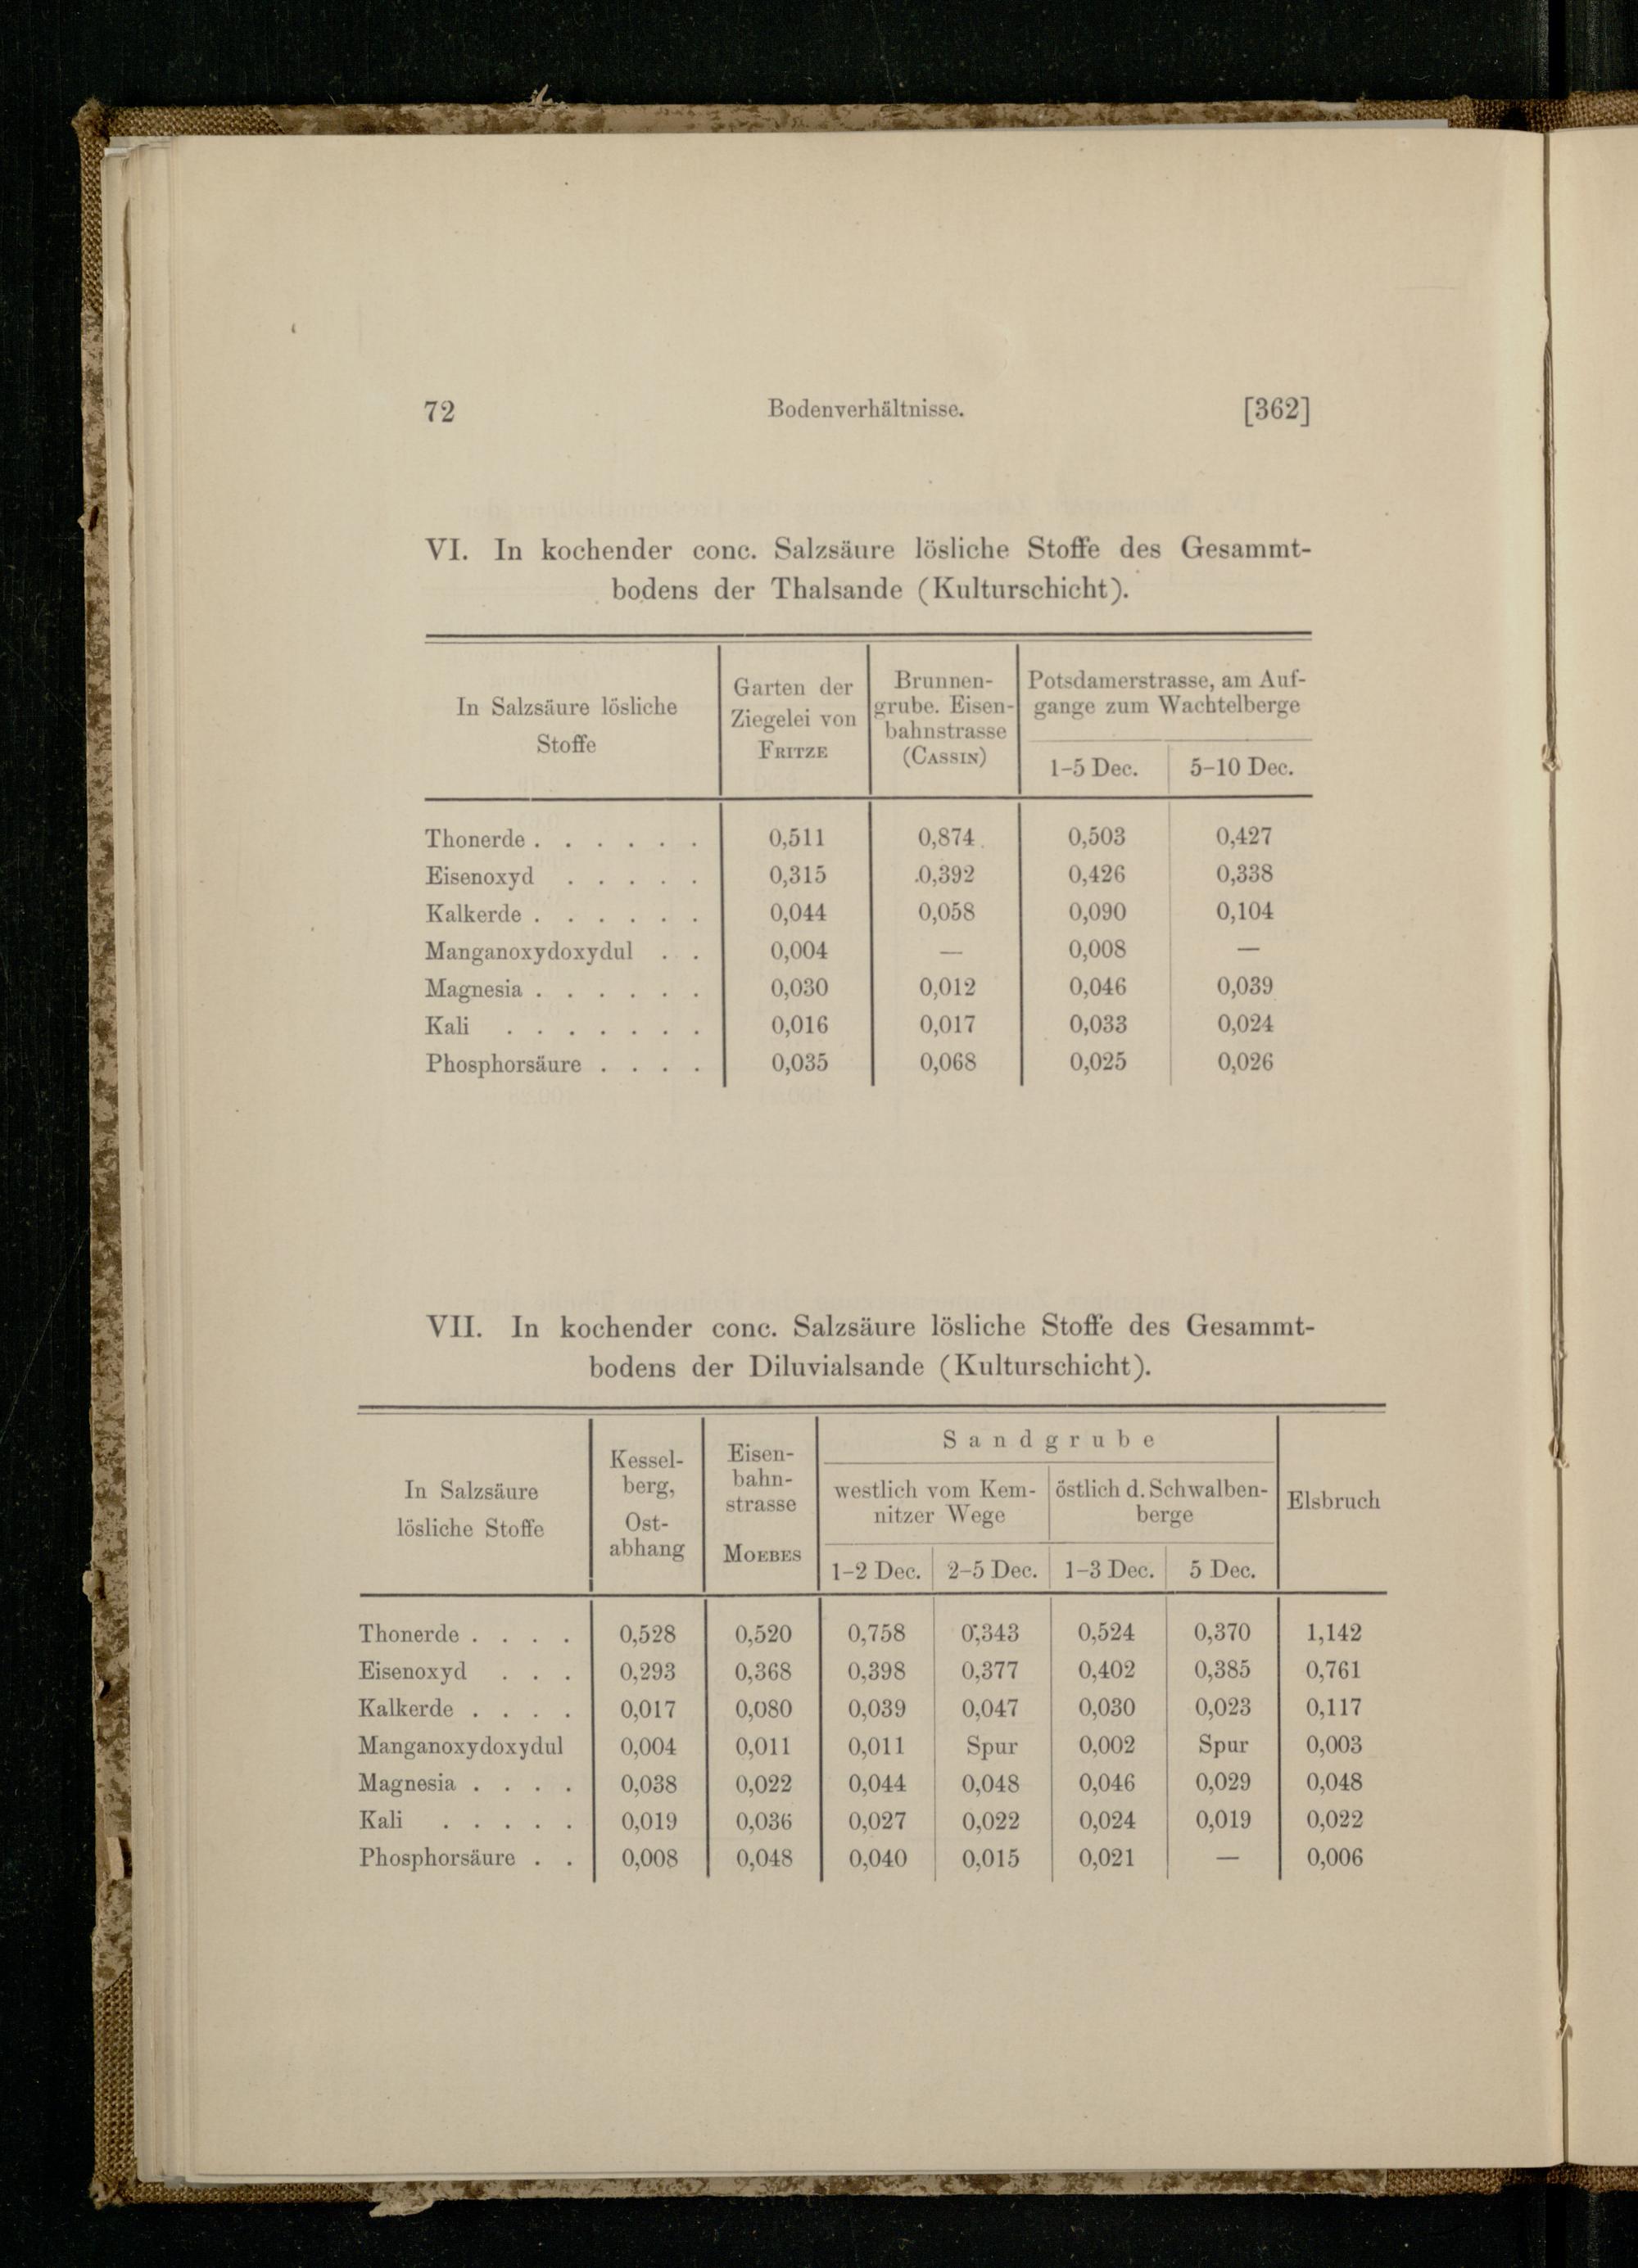 72 Bodenverhältnisse. [362]
VI. In kochender conc. Salzsäure lösliche Stoffe des Gesammt-
bodens der Thalsande (Kulturschicht).
In Salzsäure lösliche
Stoffe
Garten der
Ziegelei von
FRITZE
Brunnen-
grube. Eisen-
bahnstrasse
(CASSIN)
Potsdamerstrasse, am Auf-
gange zum Wachtelberge
1–5 Dec. 5–10 Dec.
Thonerde . . . . . . 0,511 0,874 0,503 0,427
Eisenoxyd . . . . . 0,315 0,392 0,426 0,338
Kalkerde . . . . . . 0,044 0,058 0,090 0,104
Manganoxydoxydul . . 0,004 — 0,008 —
Magnesia . . . . . . 0,030 0,012 0,046 0,039
Kali . . . . . . . 0,016 0,017 0,033 0,024
Phosphorsäure . . . . 0,035 0,068 0,025 0,026
VII. In kochender conc. Salzsäure lösliche Stoffe des Gesammt-
bodens der Diluvialsande (Kulturschicht).
In Salzsäure
lösliche Stoffe
Kessel-
berg,
Ost-
abhang
Eisen-
bahn-
strasse
MOEBES
Sandgrube
westlich vom Kem-
nitzer Wege
östlich d. Schwalben-
berge
1–2 Dec. 2–5 Dec. 1–3 Dec. 5 Dec.
Elsbruch
Thonerde . . . . 0,528 0,520 0,758 0,343 0,524 0,370 1,142
Eisenoxyd . . . 0,293 0,368 0,398 0,377 0,402 0,385 0,761
Kalkerde . . . . 0,017 0,080 0,039 0,047 0,030 0,023 0,117
Manganoxydoxydul 0,004 0,011 0,011 Spur 0,002 Spur 0,003
Magnesia . . . . 0,038 0,022 0,044 0,048 0,046 0,029 0,048
Kali . . . . . 0,019 0,036 0,027 0,022 0,024 0,019 0,022
Phosphorsäure . . 0,008 0,048 0,040 0,015 0,021 — 0,006